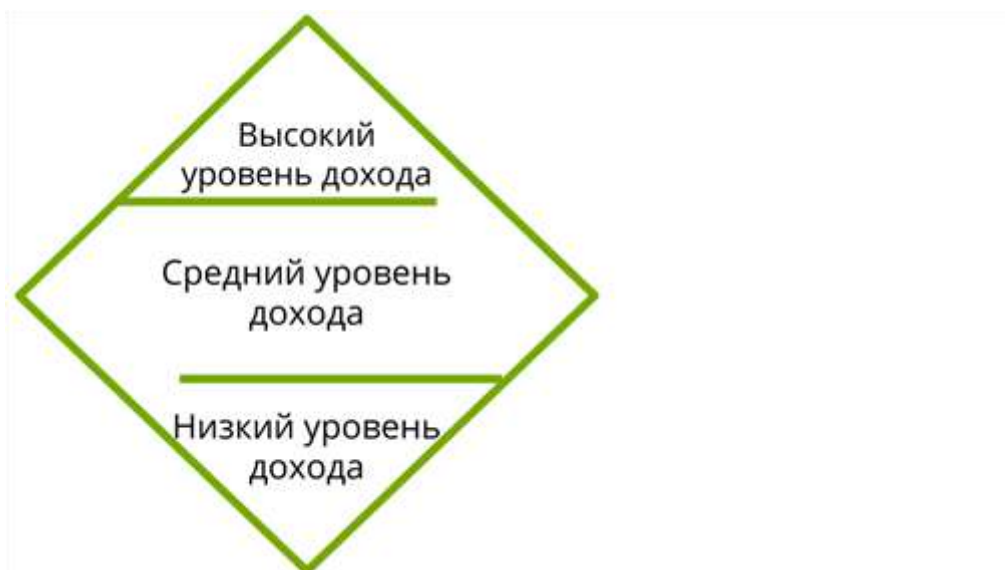 Высокий
уровень дохода
Средний уровень
дохода
Низкий уровень
дохода